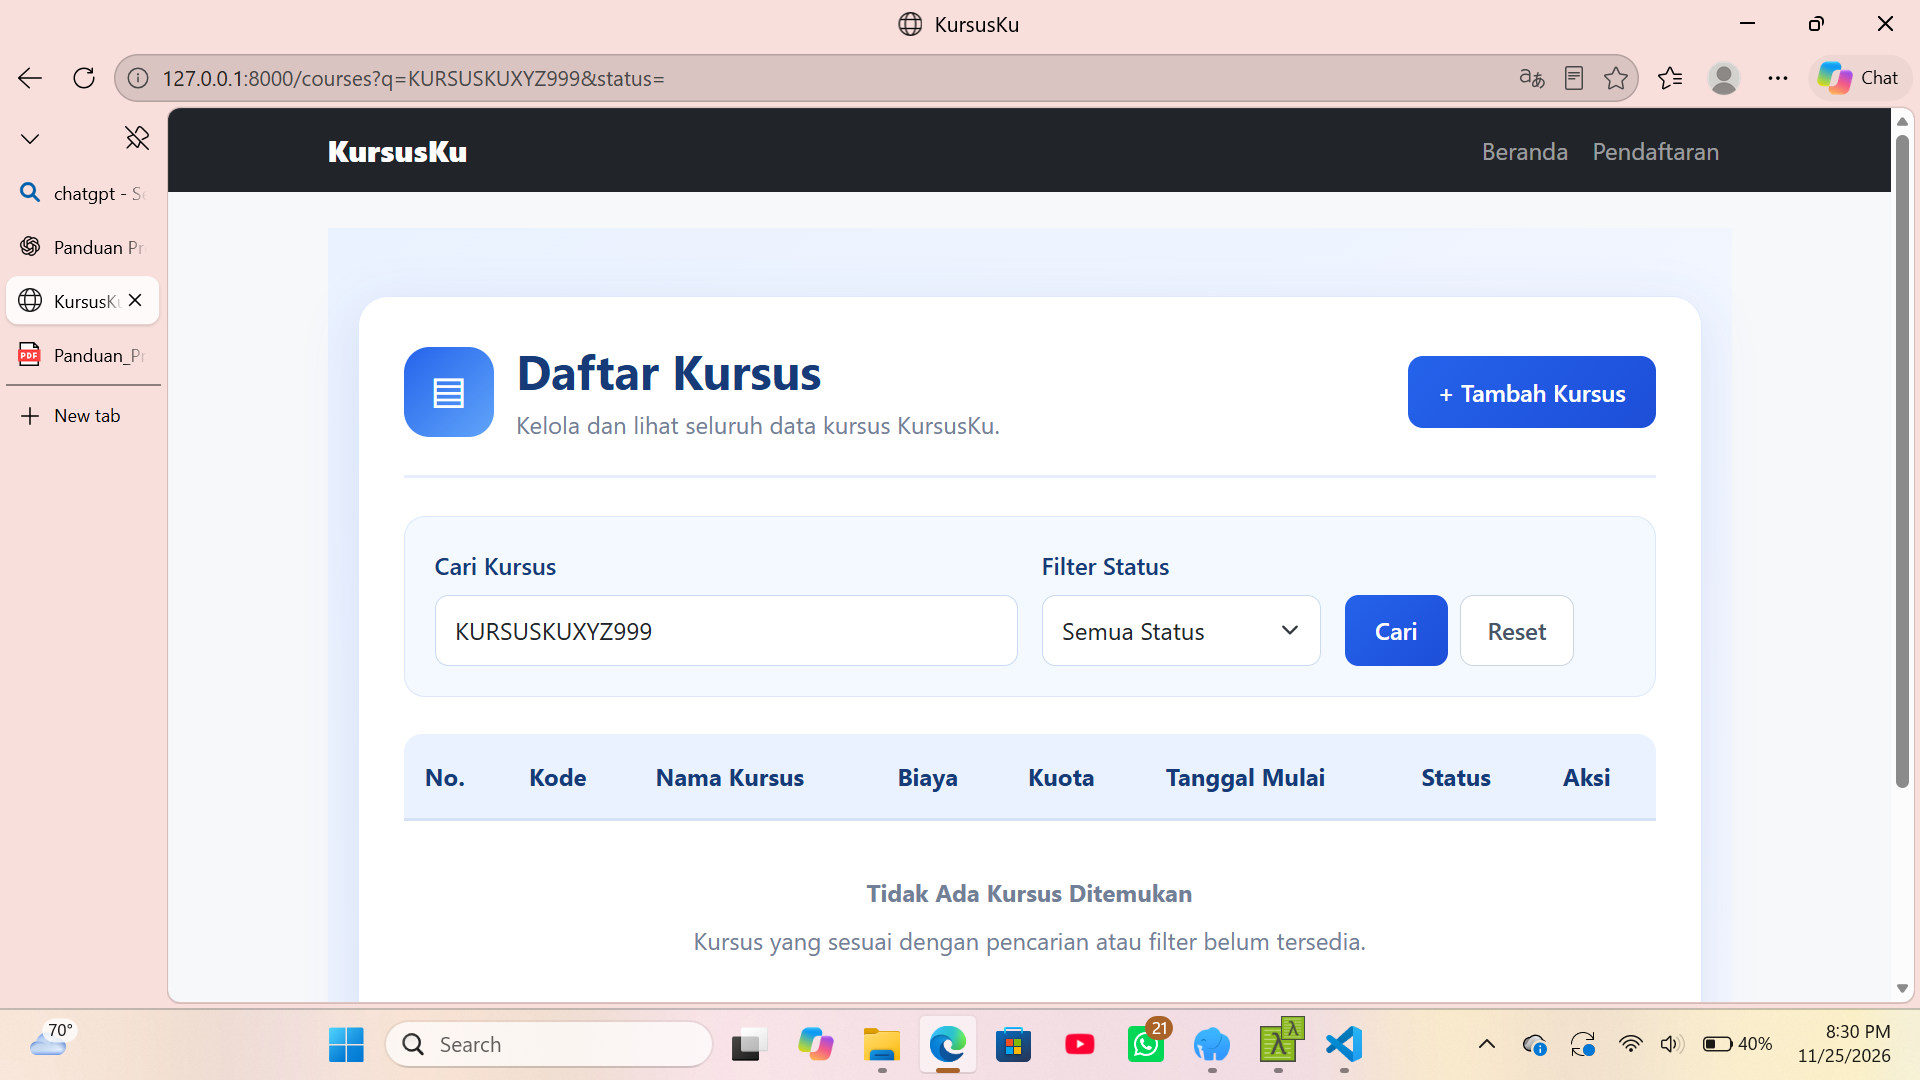 KursusKu
127.0.0.1:8000/courses?q=KURSUSKUXYZ999&status=
Chat
chatgpt - Se
Panduan Pr
KursusKu
Panduan_Pr
New tab
KursusKu
Beranda Pendaftaran
Daftar Kursus
Kelola dan lihat seluruh data kursus KursusKu.
+ Tambah Kursus
Cari Kursus
Filter Status
KURSUSKUXYZ999
Semua Status
Cari
Reset
No. Kode Nama Kursus Biaya Kuota Tanggal Mulai Status Aksi
Tidak Ada Kursus Ditemukan
Kursus yang sesuai dengan pencarian atau filter belum tersedia.
70°
Search
21
40%
8:30 PM
11/25/2026